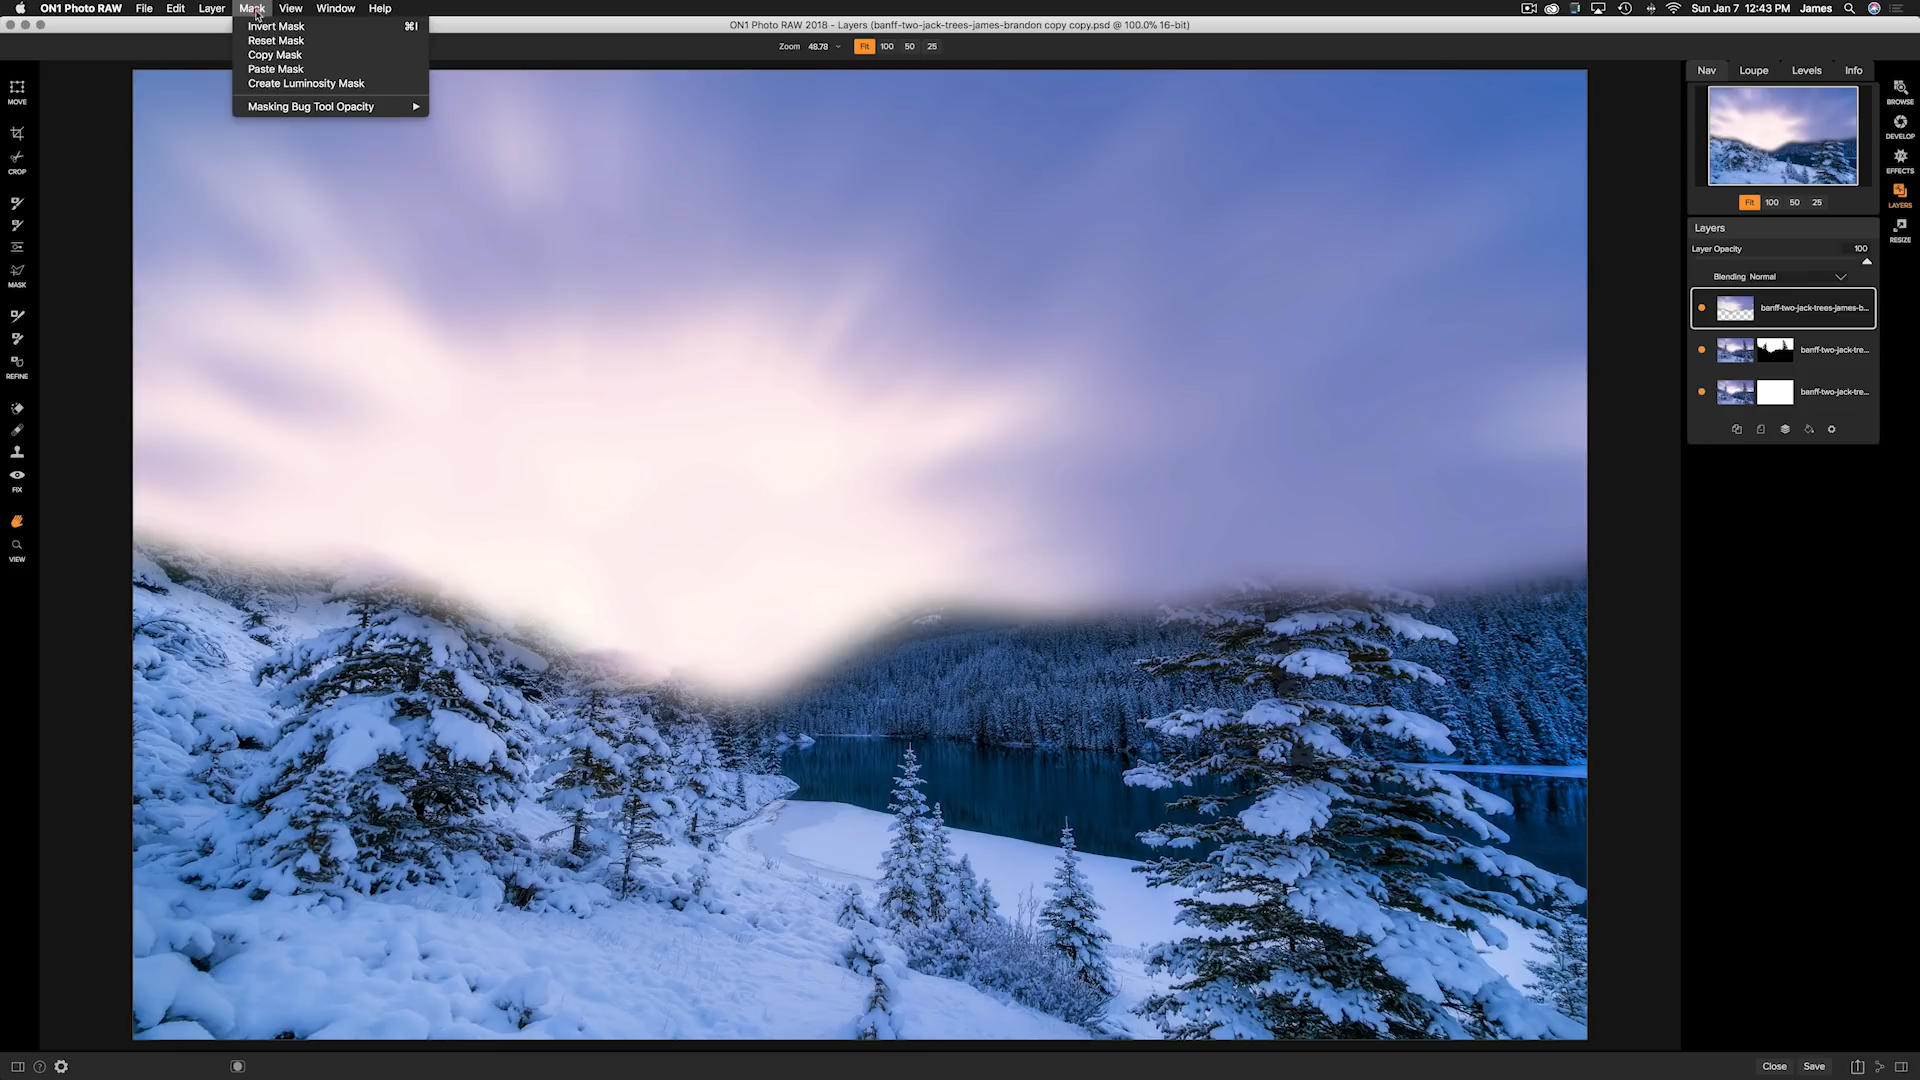 ON1 Photo RAW File Edit Layer Mask View Window Help Sun Jan 7 12:43 PM James
ON1 Photo RAW 2018 - Layers (banff-two-jack-trees-james-brandon copy copy.psd @ 100.0% 16-bit)
Invert Mask ⌘I
Reset Mask
Copy Mask
Paste Mask
Create Luminosity Mask
Masking Bug Tool Opacity
Zoom 48.78 Fit 100 50 25
MOVE
CROP
MASK
REFINE
FIX
VIEW
Nav Loupe Levels Info
Fit 100 50 25
Layers
Layer Opacity 100
Blending Normal
banff-two-jack-trees-james-b...
banff-two-jack-tre...
banff-two-jack-tre...
BROWSE
DEVELOP
EFFECTS
LAYERS
RESIZE
? Close Save